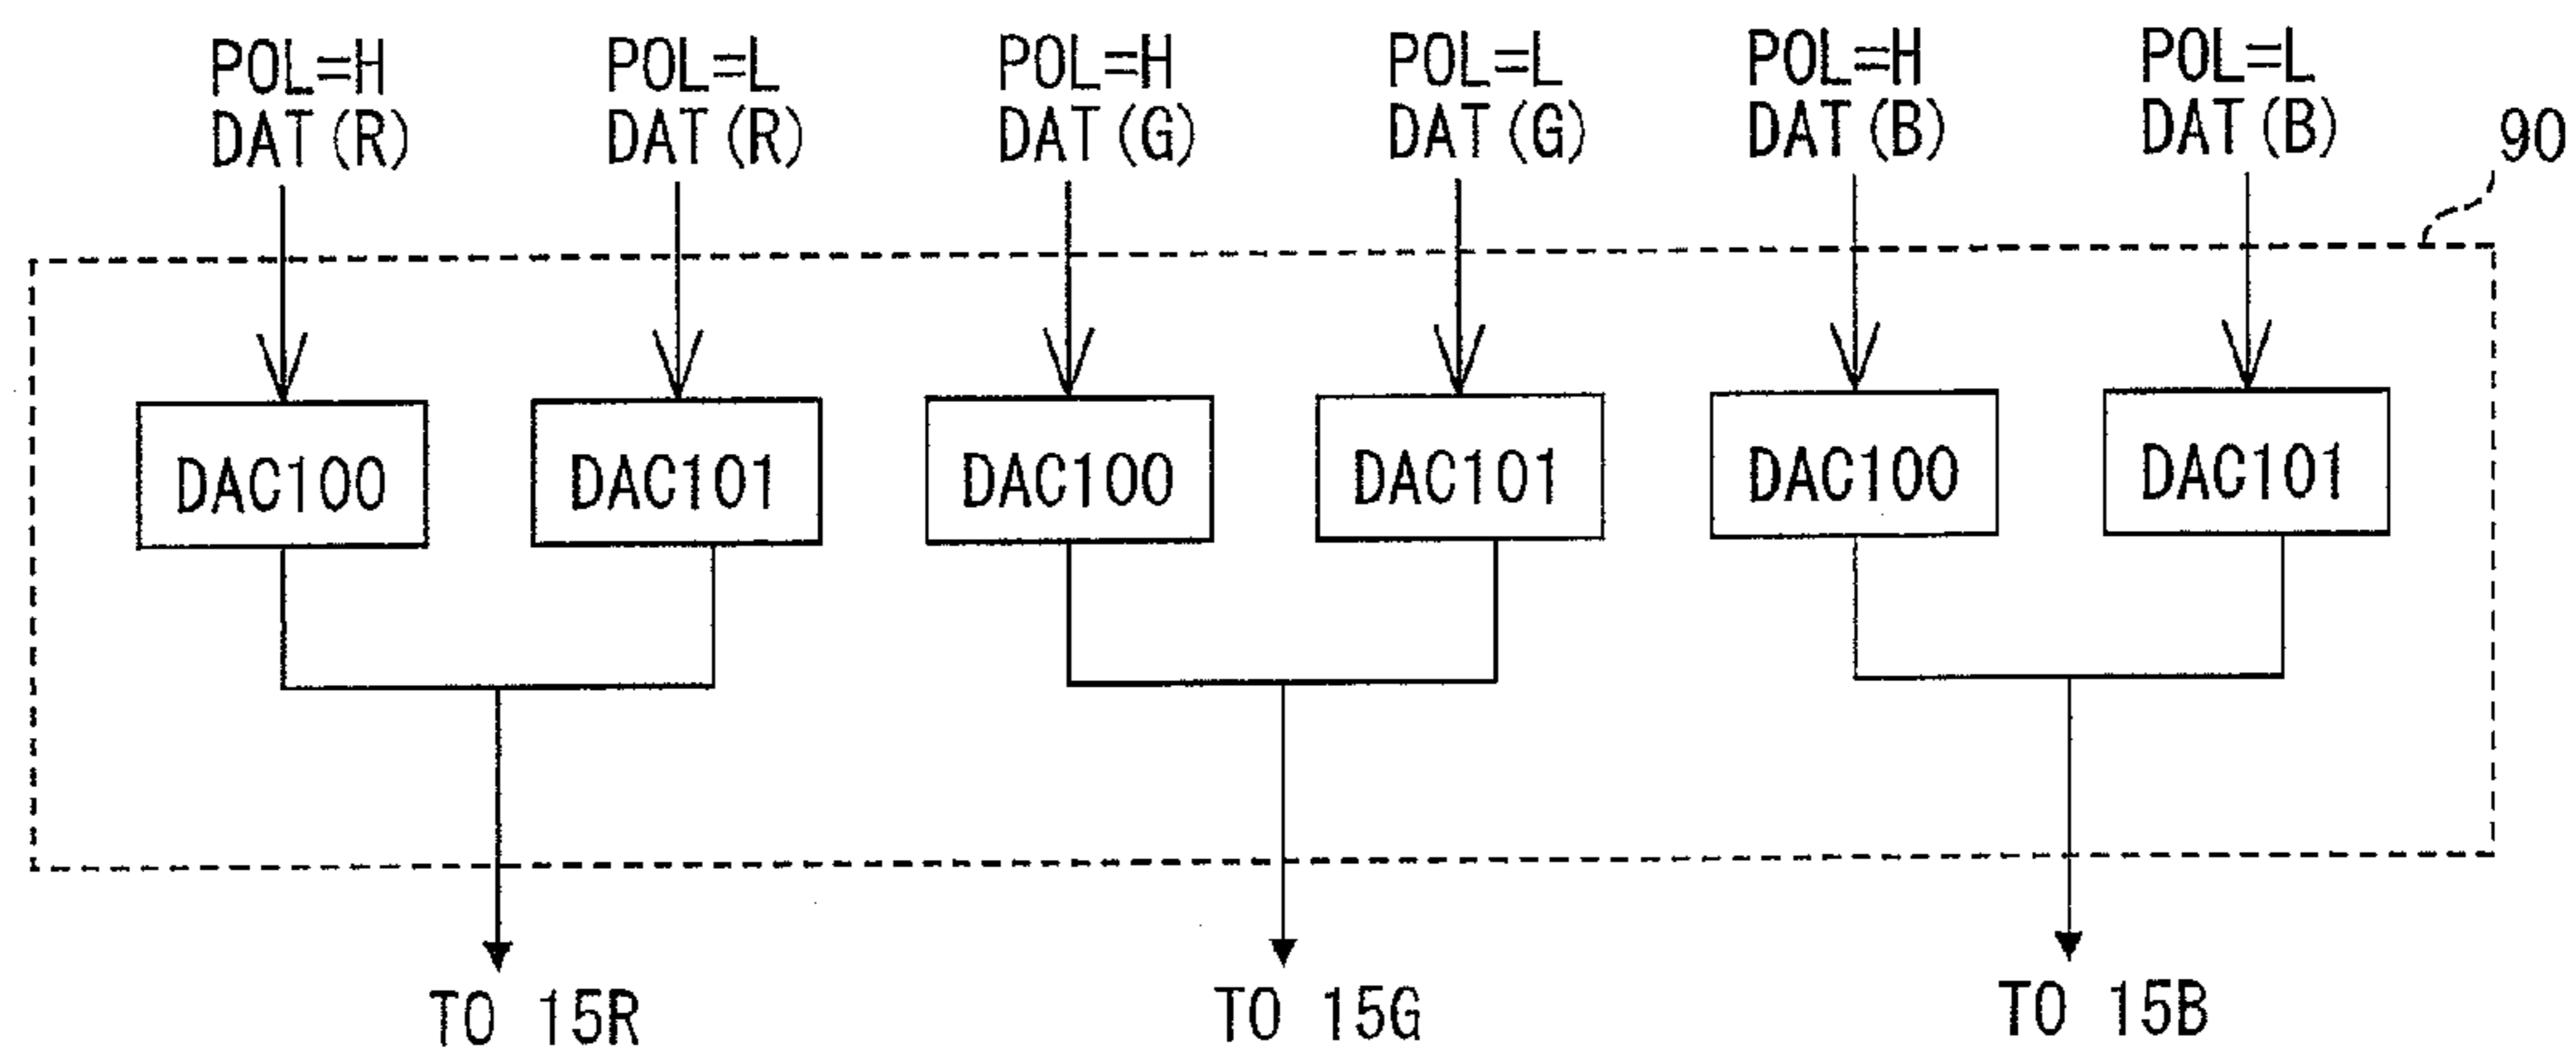 POL=H POL=L POL=H POL=L POL=H POL=L
DAT(R) DAT(R) DAT(G) DAT(G) DAT(B) DAT(B)
90
DAC100 DAC101 DAC100 DAC101 DAC100 DAC101
TO 15R TO 15G TO 15B